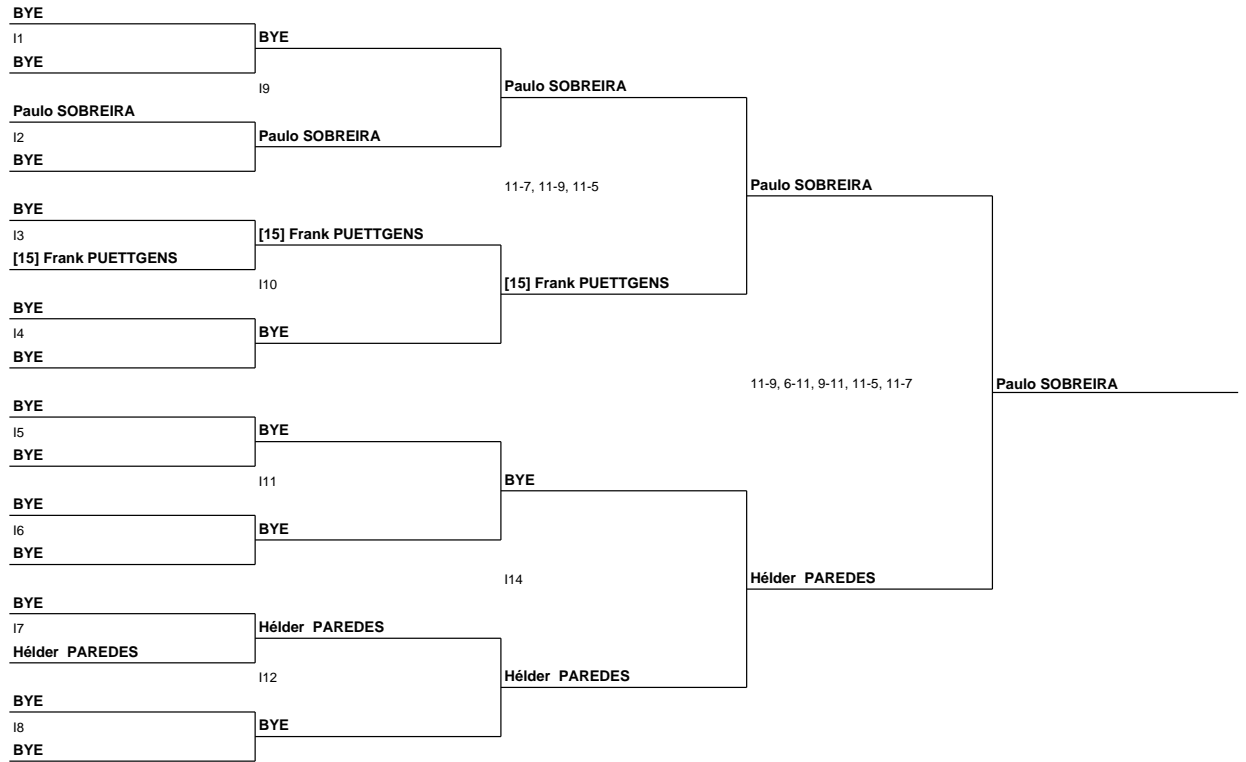 BYE
I1
BYE
BYE
I9
Paulo SOBREIRA
Paulo SOBREIRA
I2
Paulo SOBREIRA
BYE
11-7, 11-9, 11-5
Paulo SOBREIRA
BYE
I3
[15] Frank PUETTGENS
[15] Frank PUETTGENS
I10
[15] Frank PUETTGENS
BYE
I4
BYE
BYE
11-9, 6-11, 9-11, 11-5, 11-7
Paulo SOBREIRA
BYE
I5
BYE
BYE
I11
BYE
BYE
I6
BYE
BYE
I14
Hélder  PAREDES
BYE
I7
Hélder  PAREDES
Hélder  PAREDES
I12
Hélder  PAREDES
BYE
I8
BYE
BYE